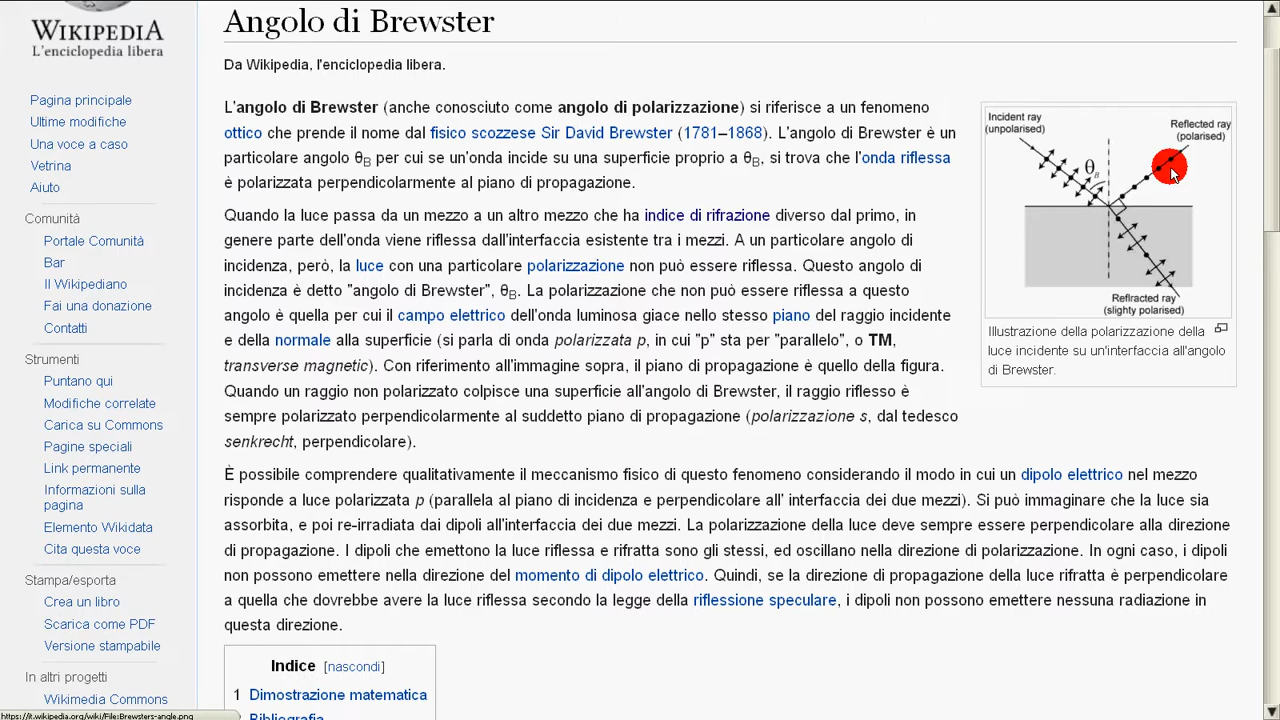 WIKIPEDIA
L'enciclopedia libera
Pagina principale
Ultime modifiche
Una voce a caso
Vetrina
Aiuto
Comunità
Portale Comunità
Bar
Il Wikipediano
Fai una donazione
Contatti
Strumenti
Puntano qui
Modifiche correlate
Carica su Commons
Pagine speciali
Link permanente
Informazioni sulla
pagina
Elemento Wikidata
Cita questa voce
Stampa/esporta
Crea un libro
Scarica come PDF
Versione stampabile
In altri progetti
Wikimedia Commons
Angolo di Brewster
Da Wikipedia, l'enciclopedia libera.
L'angolo di Brewster (anche conosciuto come angolo di polarizzazione) si riferisce a un fenomeno
ottico che prende il nome dal fisico scozzese Sir David Brewster (1781–1868). L'angolo di Brewster è un
particolare angolo θB per cui se un'onda incide su una superficie proprio a θB, si trova che l'onda riflessa
è polarizzata perpendicolarmente al piano di propagazione.
Quando la luce passa da un mezzo a un altro mezzo che ha indice di rifrazione diverso dal primo, in
genere parte dell'onda viene riflessa dall'interfaccia esistente tra i mezzi. A un particolare angolo di
incidenza, però, la luce con una particolare polarizzazione non può essere riflessa. Questo angolo di
incidenza è detto "angolo di Brewster", θB. La polarizzazione che non può essere riflessa a questo
angolo è quella per cui il campo elettrico dell'onda luminosa giace nello stesso piano del raggio incidente
e della normale alla superficie (si parla di onda polarizzata p, in cui "p" sta per "parallelo", o TM,
transverse magnetic). Con riferimento all'immagine sopra, il piano di propagazione è quello della figura.
Quando un raggio non polarizzato colpisce una superficie all'angolo di Brewster, il raggio riflesso è
sempre polarizzato perpendicolarmente al suddetto piano di propagazione (polarizzazione s, dal tedesco
senkrecht, perpendicolare).
Incident ray
(unpolarised)
Reflected ray
(polarised)
θB
Reflracted ray
(slighty polarised)
Illustrazione della polarizzazione della
luce incidente su un'interfaccia all'angolo
di Brewster.
È possibile comprendere qualitativamente il meccanismo fisico di questo fenomeno considerando il modo in cui un dipolo elettrico nel mezzo
risponde a luce polarizzata p (parallela al piano di incidenza e perpendicolare all' interfaccia dei due mezzi). Si può immaginare che la luce sia
assorbita, e poi re-irradiata dai dipoli all'interfaccia dei due mezzi. La polarizzazione della luce deve sempre essere perpendicolare alla direzione
di propagazione. I dipoli che emettono la luce riflessa e rifratta sono gli stessi, ed oscillano nella direzione di polarizzazione. In ogni caso, i dipoli
non possono emettere nella direzione del momento di dipolo elettrico. Quindi, se la direzione di propagazione della luce rifratta è perpendicolare
a quella che dovrebbe avere la luce riflessa secondo la legge della riflessione speculare, i dipoli non possono emettere nessuna radiazione in
questa direzione.
Indice [nascondi]
1 Dimostrazione matematica
Bibliografia
https://it.wikipedia.org/wiki/File:Brewsters-angle.png